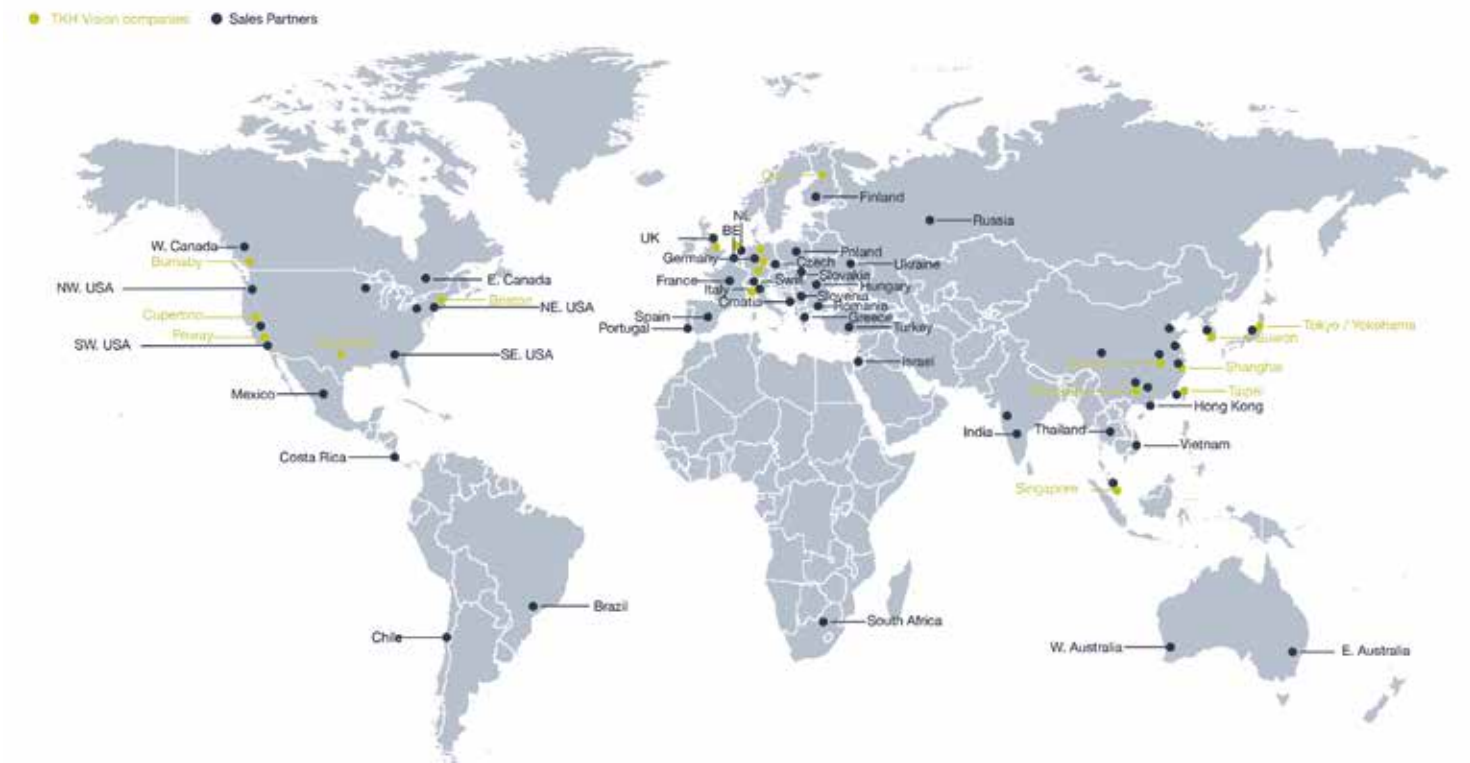 TKH Vision companies
Sales Partners
Finland
Russia
NL
BE
UK
W. Canada
Burnaby
Germany
Poland
Czech
Ukraine
Slovakia
E. Canada
France
Swit
Hungary
NW. USA
Italy
Slovenia
Boston
Croatia
Romania
NE. USA
Cupertino
Spain
Greece
Portugal
Turkey
Tokyo / Yokohama
Poway
Suwon
SW. USA
SE. USA
Israel
Shanghai
Mexico
Taipei
Hong Kong
India
Thailand
Vietnam
Costa Rica
Singapore
Brazil
South Africa
Chile
W. Australia
E. Australia